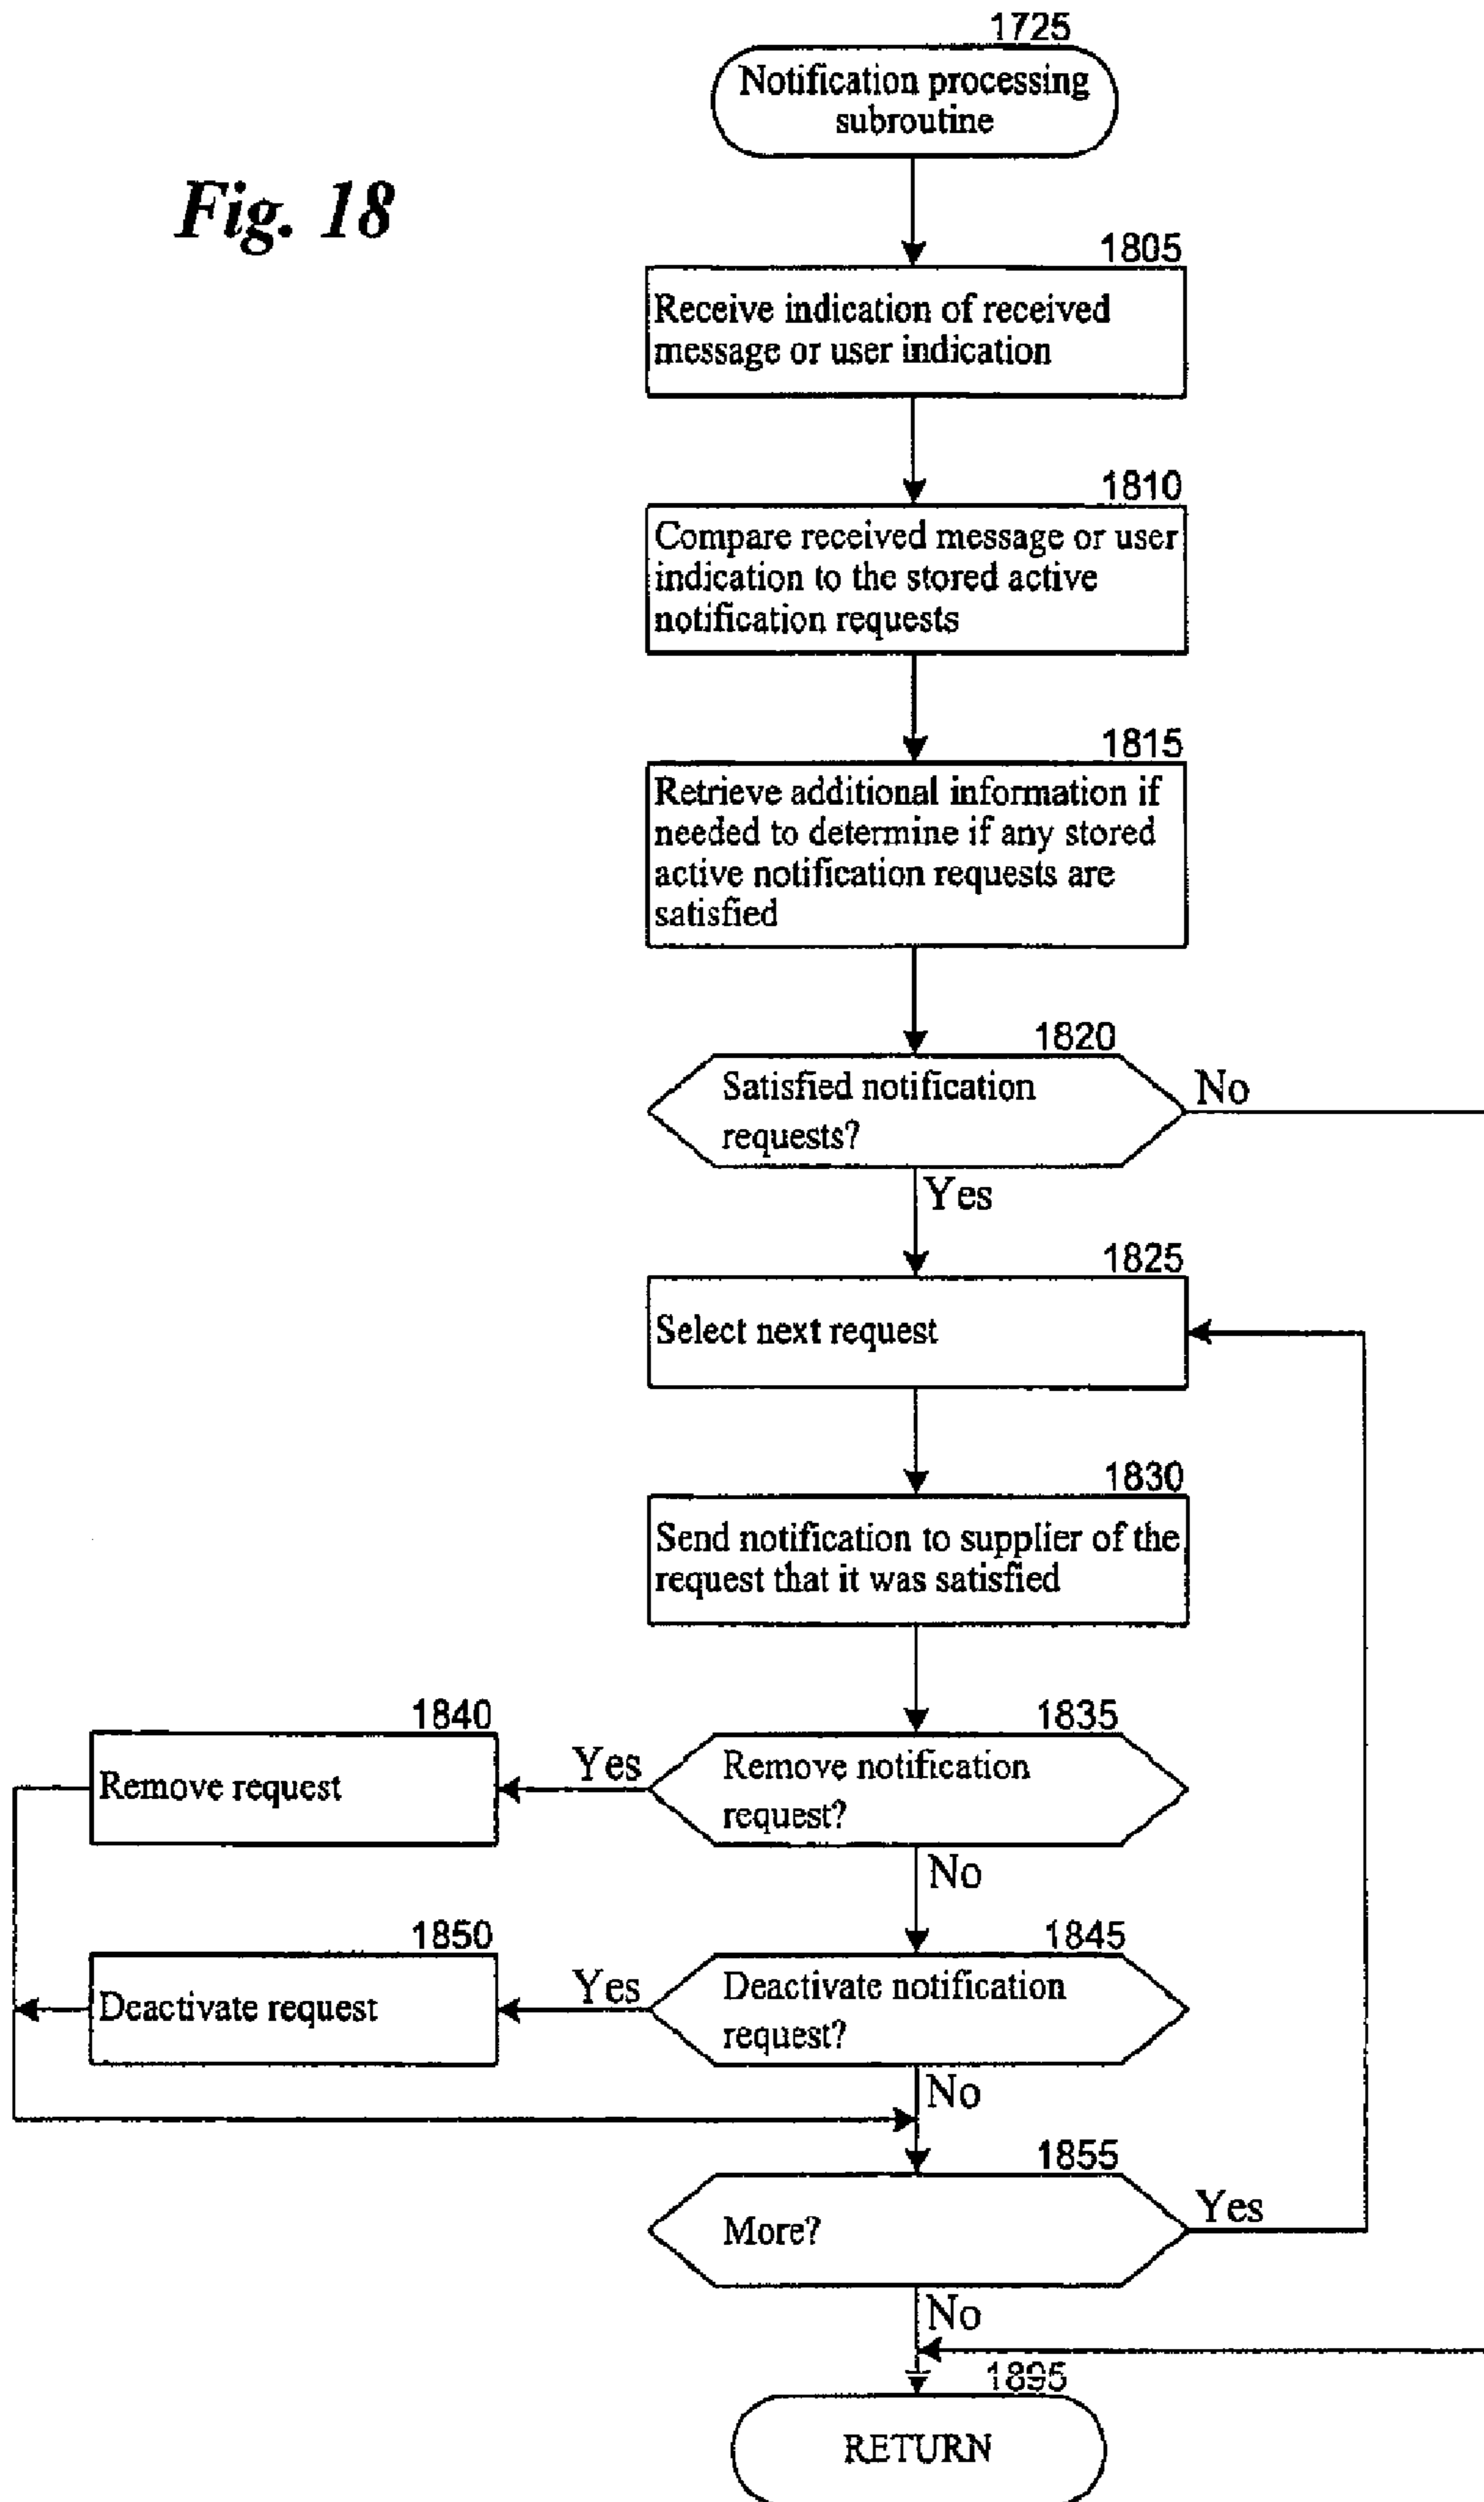 1725
Notification processing
subroutine
Fig. 18
1805
Receive indication of received
message or user indication
1810
Compare received message or user
indication to the stored active
notification requests
1815
Retrieve additional information if
needed to determine if any stored
active notification requests are
satisfied
1820
Satisfied notification
requests?
No
Yes
1825
Select next request
1830
Send notification to supplier of the
request that it was satisfied
1840
1835
Remove request
Yes
Remove notification
request?
No
1850
1845
Deactivate request
Yes
Deactivate notification
request?
No
1855
More?
Yes
No
1895
RETURN